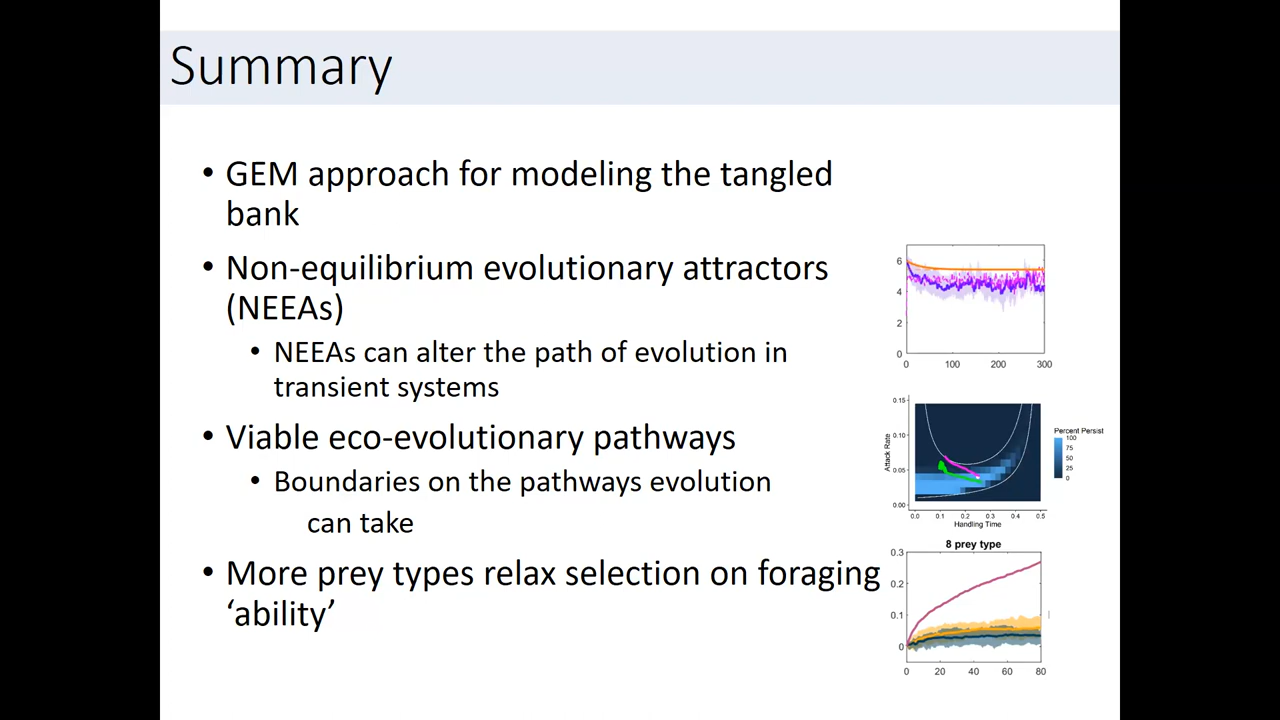 Summary
• GEM approach for modeling the tangled
bank
• Non-equilibrium evolutionary attractors
(NEEAs)
• NEEAs can alter the path of evolution in
transient systems
• Viable eco-evolutionary pathways
• Boundaries on the pathways evolution
can take
• More prey types relax selection on foraging
‘ability’
6
4
2
0
0 100 200 300
0.15
0.10
0.05
0.00
Attack Rate
0.0 0.1 0.2 0.3 0.4 0.5
Handling Time
Percent Persist
100
75
50
25
0
8 prey type
0.3
0.2
0.1
0
0 20 40 60 80